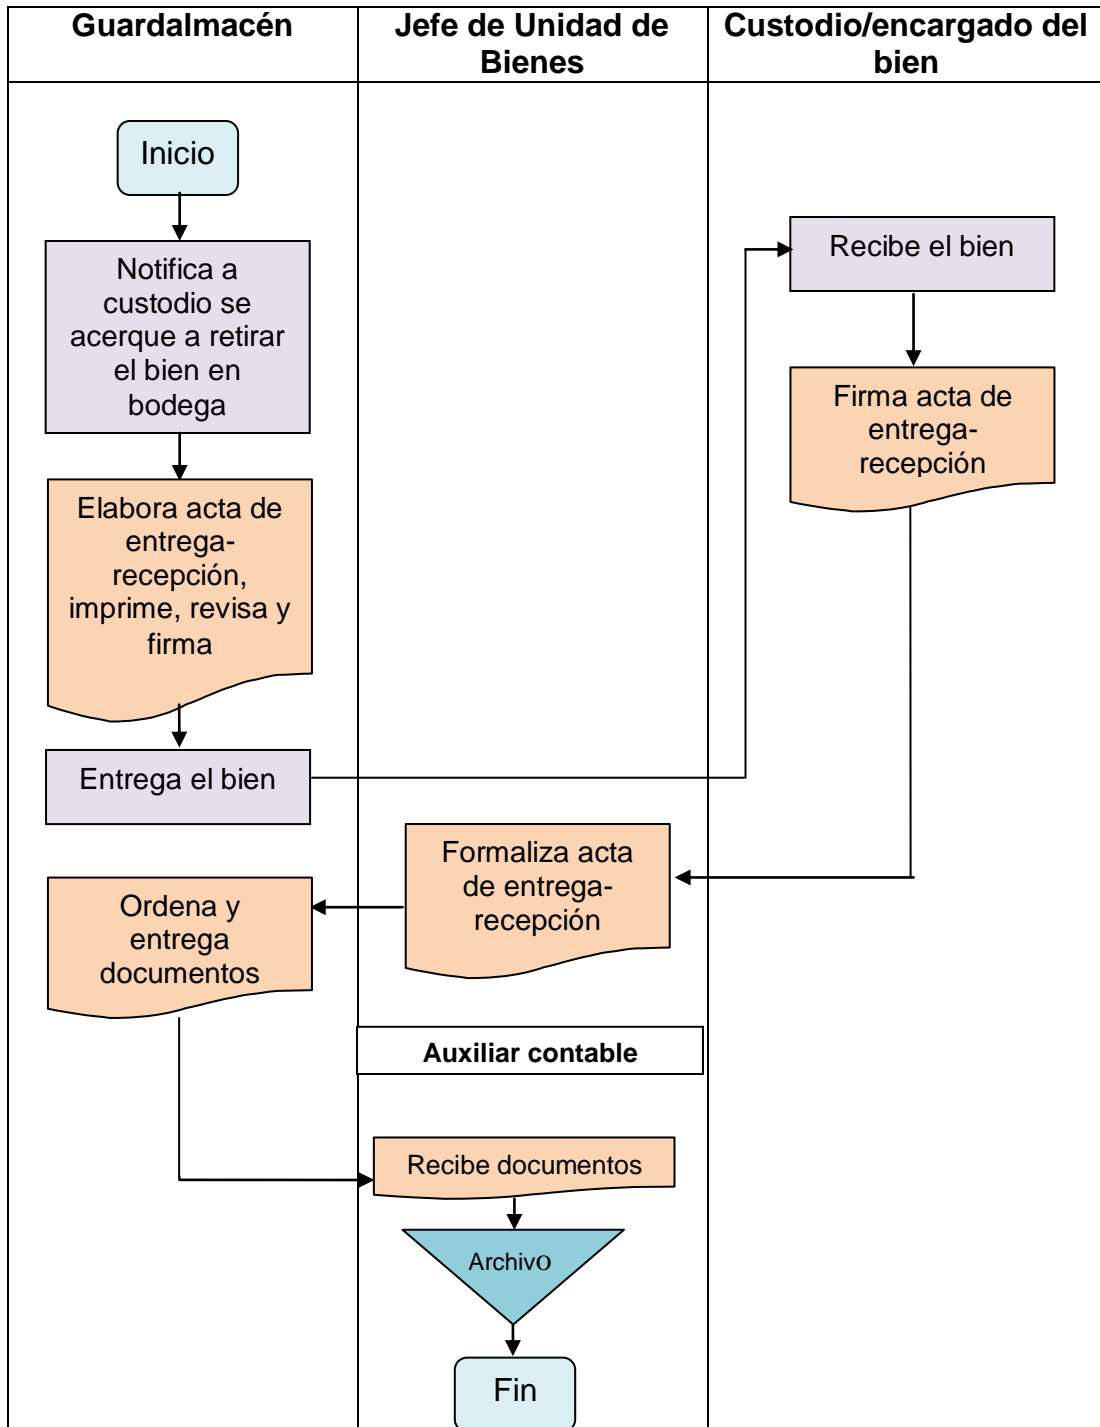 Guardalmacén
Jefe de Unidad de
Bienes
Custodio/encargado del
bien
Inicio
Notifica a
custodio se
acerque a retirar
el bien en
bodega
Elabora acta de
entrega-
recepción,
imprime, revisa y
firma
Entrega el bien
Recibe el bien
Firma acta de
entrega-
recepción
Formaliza acta
de entrega-
recepción
Ordena y
entrega
documentos
Auxiliar contable
Recibe documentos
Archivo
Fin